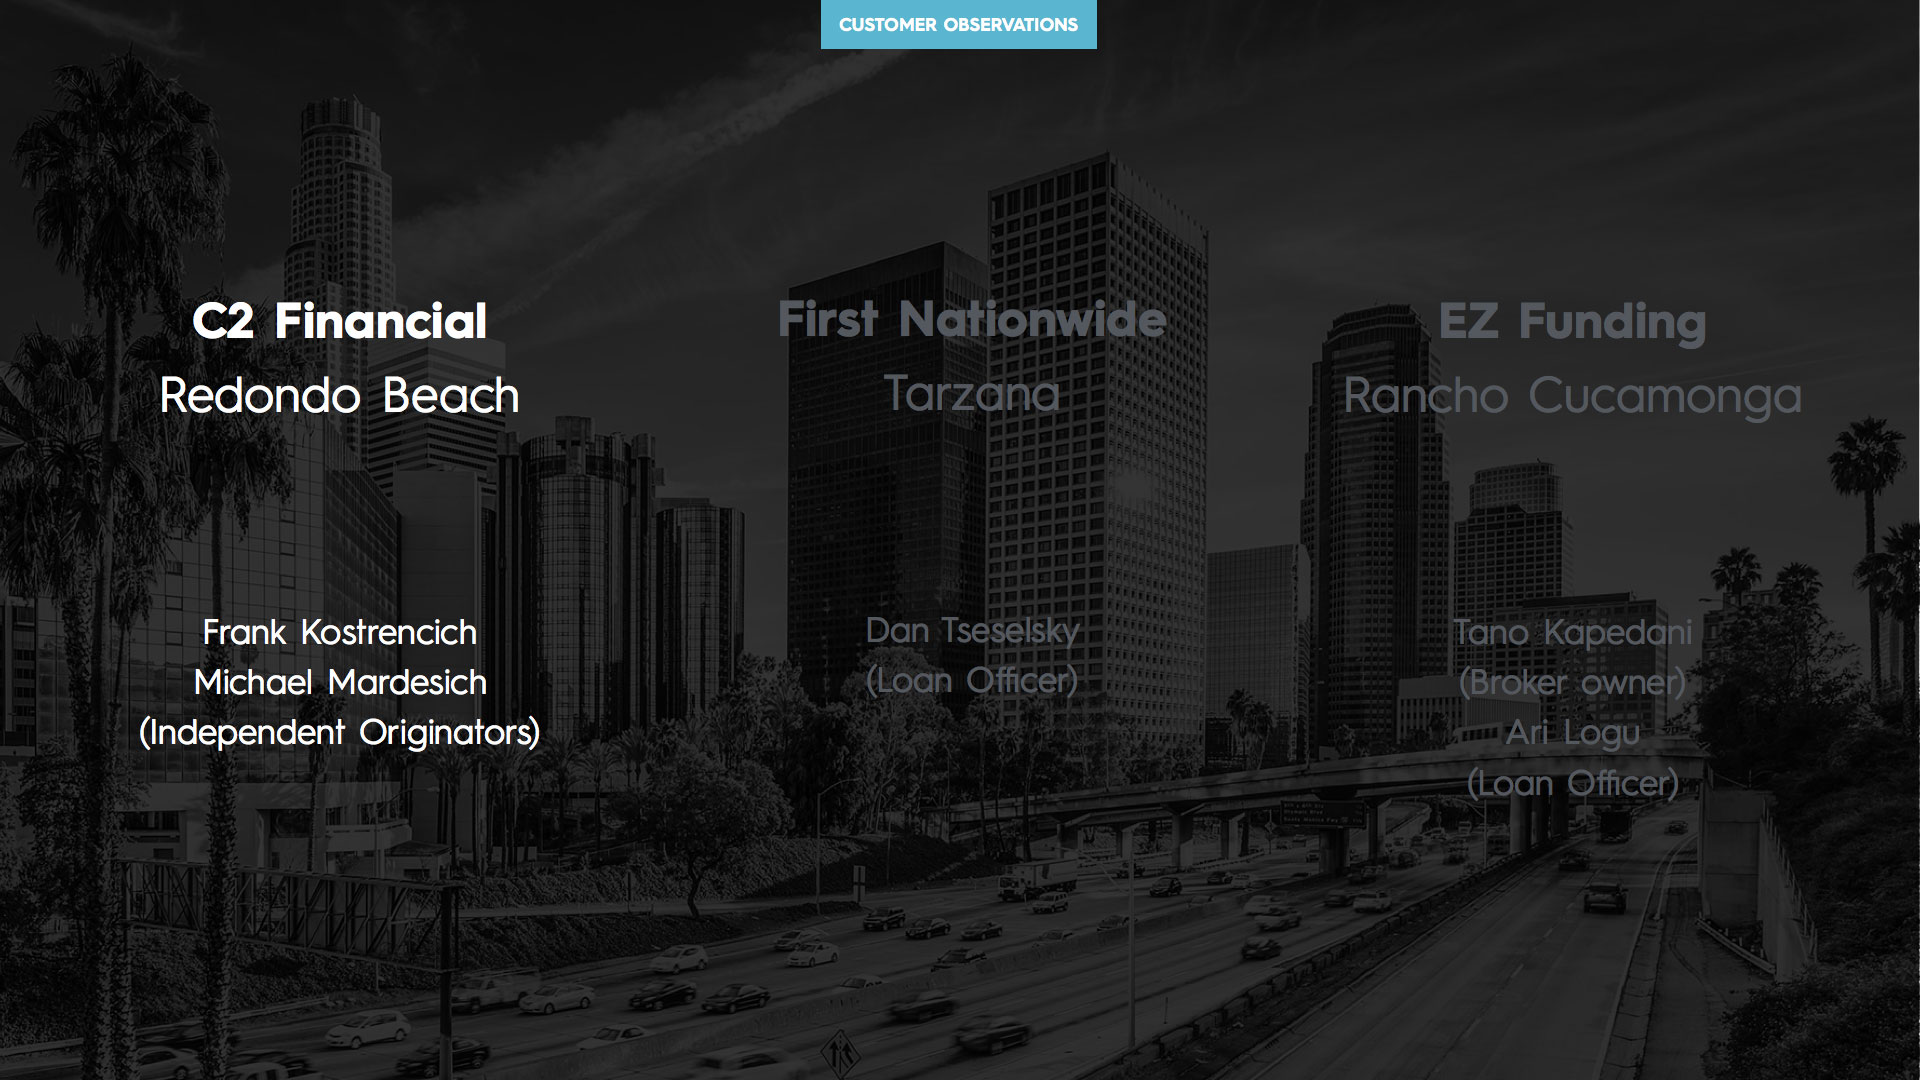 CUSTOMER OBSERVATIONS
C2 Financial
Redondo Beach
Frank Kostrencich
Michael Mardesich
(Independent Originators)
First Nationwide
Tarzana
Dan Tseselsky
(Loan Officer)
EZ Funding
Rancho Cucamonga
Tano Kapedani
(Broker owner)
Ari Logu
(Loan Officer)